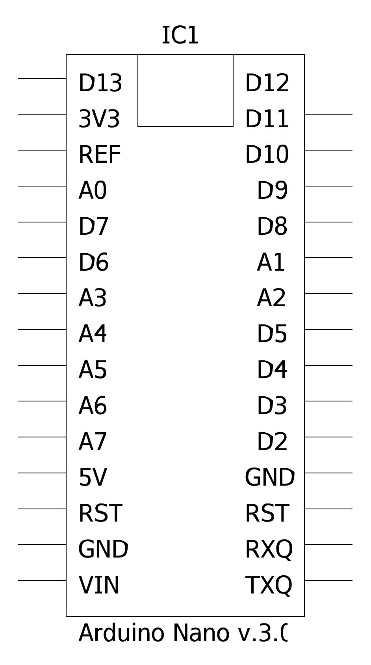 IC1
D13 D12
3V3 D11
REF D10
A0 D9
D7 D8
D6 A1
A3 A2
A4 D5
A5 D4
A6 D3
A7 D2
5V GND
RST RST
GND RXQ
VIN TXQ
Arduino Nano v.3.